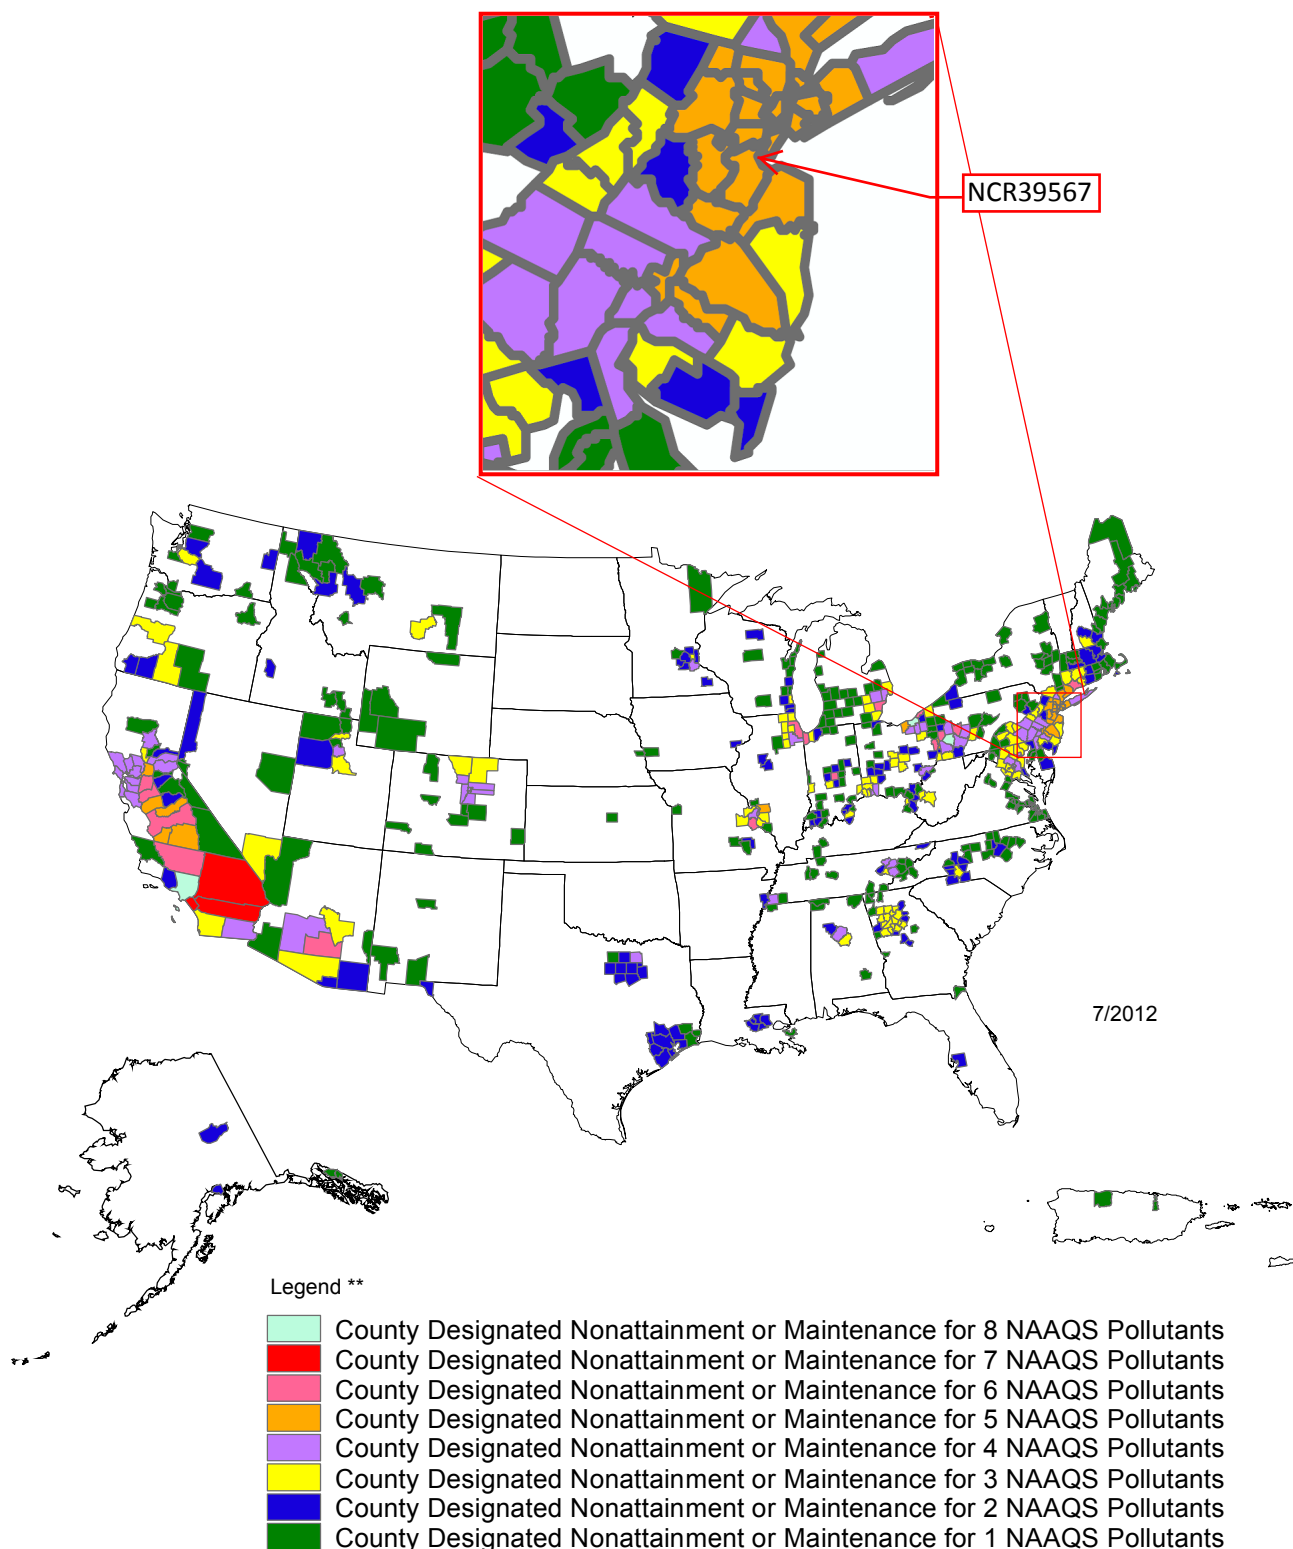 NCR39567
7/2012
Legend **
County Designated Nonattainment or Maintenance for 8 NAAQS Pollutants
County Designated Nonattainment or Maintenance for 7 NAAQS Pollutants
County Designated Nonattainment or Maintenance for 6 NAAQS Pollutants
County Designated Nonattainment or Maintenance for 5 NAAQS Pollutants
County Designated Nonattainment or Maintenance for 4 NAAQS Pollutants
County Designated Nonattainment or Maintenance for 3 NAAQS Pollutants
County Designated Nonattainment or Maintenance for 2 NAAQS Pollutants
County Designated Nonattainment or Maintenance for 1 NAAQS Pollutants